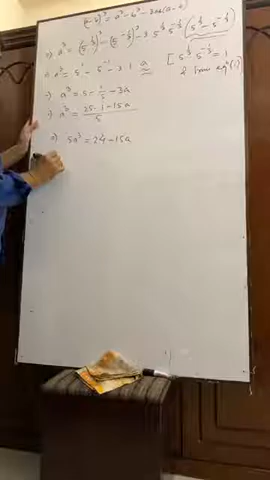 (a-b)³ = a³ - b³ - 3ab(a-b)
⇒ a³ = (5^{1/3})³ - (5^{-1/3})³ - 3·5^{1/3}·5^{-1/3} (5^{1/3} - 5^{-1/3})
⇒ a³ = 5¹ - 5⁻¹ - 3·1·a [5^{1/3}·5^{-1/3} = 1
& from eqⁿ (1)]
⇒ a³ = 5 - 1/5 - 3a
⇒ a³ = (25 - 1 - 15a)/5
⇒ 5a³ = 24 - 15a